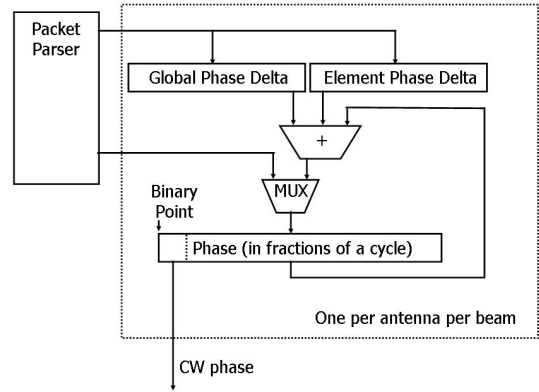 Packet
Parser
Global Phase Delta
Element Phase Delta
+
MUX
Binary
Point
Phase (in fractions of a cycle)
One per antenna per beam
CW phase